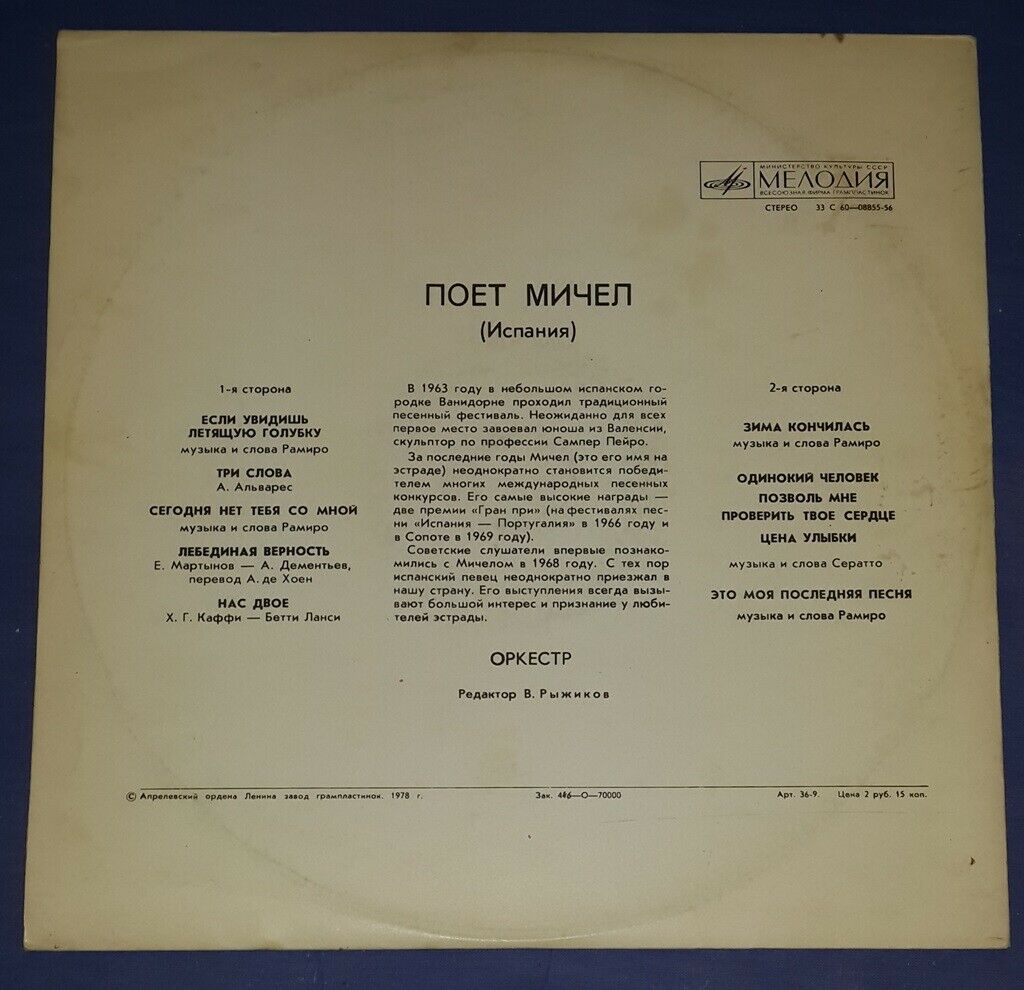 МИНИСТЕРСТВО КУЛЬТУРЫ СССР
МЕЛОДИЯ
ВСЕСОЮЗНАЯ ФИРМА ГРАМПЛАСТИНОК
СТЕРЕО 33 С 60—08855-56
ПОЕТ МИЧЕЛ
(Испания)
1-я сторона
ЕСЛИ УВИДИШЬ
ЛЕТЯЩУЮ ГОЛУБКУ
музыка и слова Рамиро
ТРИ СЛОВА
А. Альварес
СЕГОДНЯ НЕТ ТЕБЯ СО МНОЙ
музыка и слова Рамиро
ЛЕБЕДИНАЯ ВЕРНОСТЬ
Е. Мартынов — А. Дементьев,
перевод А. де Хоен
НАС ДВОЕ
Х. Г. Каффи — Бетти Ланси
В 1963 году в небольшом испанском го-
родке Ванидорне проходил традиционный
песенный фестиваль. Неожиданно для всех
первое место завоевал юноша из Валенсии,
скульптор по профессии Сампер Пейро.
За последние годы Мичел (это его имя на
эстраде) неоднократно становится победи-
телем многих международных песенных
конкурсов. Его самые высокие награды —
две премии «Гран при» (на фестивалях пес-
ни «Испания — Португалия» в 1966 году и
в Сопоте в 1969 году).
Советские слушатели впервые познако-
мились с Мичелом в 1968 году. С тех пор
испанский певец неоднократно приезжал в
нашу страну. Его выступления всегда вызы-
вают большой интерес и признание у люби-
телей эстрады.
2-я сторона
ЗИМА КОНЧИЛАСЬ
музыка и слова Рамиро
ОДИНОКИЙ ЧЕЛОВЕК
ПОЗВОЛЬ МНЕ
ПРОВЕРИТЬ ТВОЕ СЕРДЦЕ
ЦЕНА УЛЫБКИ
музыка и слова Сератто
ЭТО МОЯ ПОСЛЕДНЯЯ ПЕСНЯ
музыка и слова Рамиро
ОРКЕСТР
Редактор В. Рыжиков
© Апрелевский ордена Ленина завод грампластинок. 1978 г.
Зак. 446—О—70000
Арт. 36-9. Цена 2 руб. 15 коп.